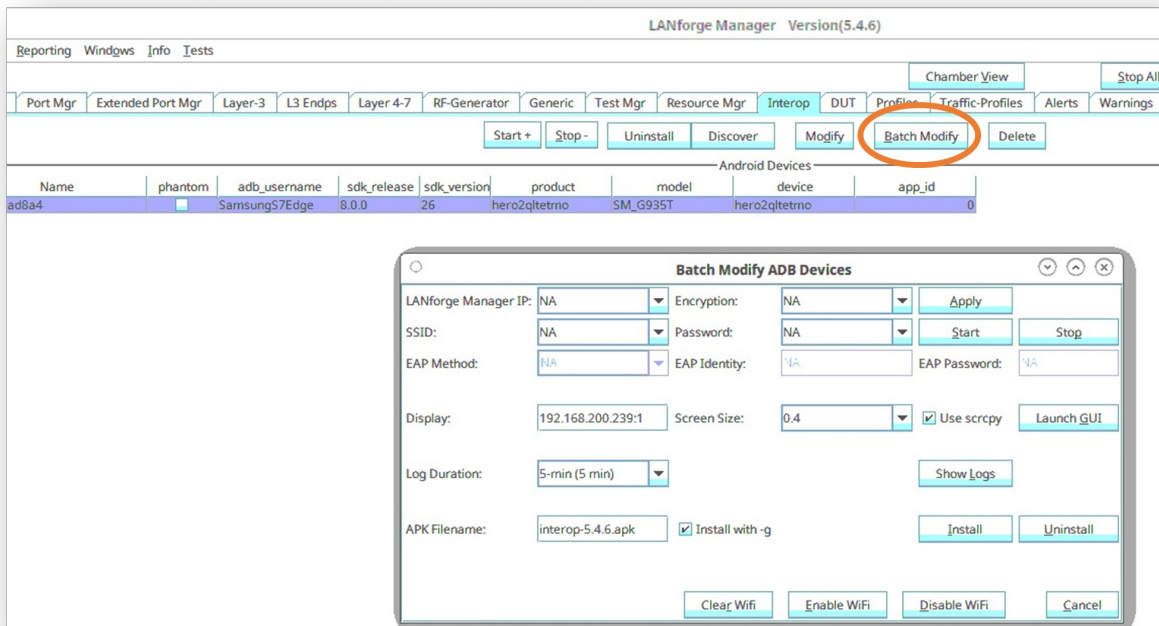 LANforge Manager Version(5.4.6)
Reporting Windows Info Tests
Chamber View Stop All
Port Mgr Extended Port Mgr Layer-3 L3 Endps Layer 4-7 RF-Generator Generic Test Mgr Resource Mgr Interop DUT Profiles Traffic-Profiles Alerts Warnings
Start + Stop - Uninstall Discover Modify Batch Modify Delete
Android Devices
Name phantom adb_username sdk_release sdk_version product model device app_id
ad8a4 SamsungS7Edge 8.0.0 26 hero2qltetmo SM_G935T hero2qltetmo 0
Batch Modify ADB Devices
LANforge Manager IP: NA Encryption: NA Apply
SSID: NA Password: NA Start Stop
EAP Method: NA EAP Identity: NA EAP Password: NA
Display: 192.168.200.239:1 Screen Size: 0.4 Use scrcpy Launch GUI
Log Duration: 5-min (5 min) Show Logs
APK Filename: interop-5.4.6.apk Install with -g Install Uninstall
Clear Wifi Enable WiFi Disable WiFi Cancel